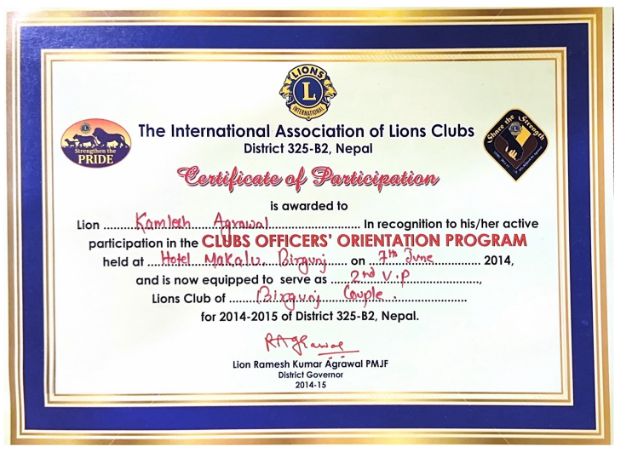 LIONS
L
INTERNATIONAL
Strengthen the
PRIDE
Share the Strength
The International Association of Lions Clubs
District 325-B2, Nepal
Certificate of Participation
is awarded to
Lion Kamlesh Agrawal In recognition to his/her active
participation in the CLUBS OFFICERS' ORIENTATION PROGRAM
held at Hotel Makalu, Birgunj on 7th June 2014,
and is now equipped to serve as 2nd V.P,
Lions Club of Birgunj Couple.
for 2014-2015 of District 325-B2, Nepal.
RAgrawal
Lion Ramesh Kumar Agrawal PMJF
District Governor
2014-15